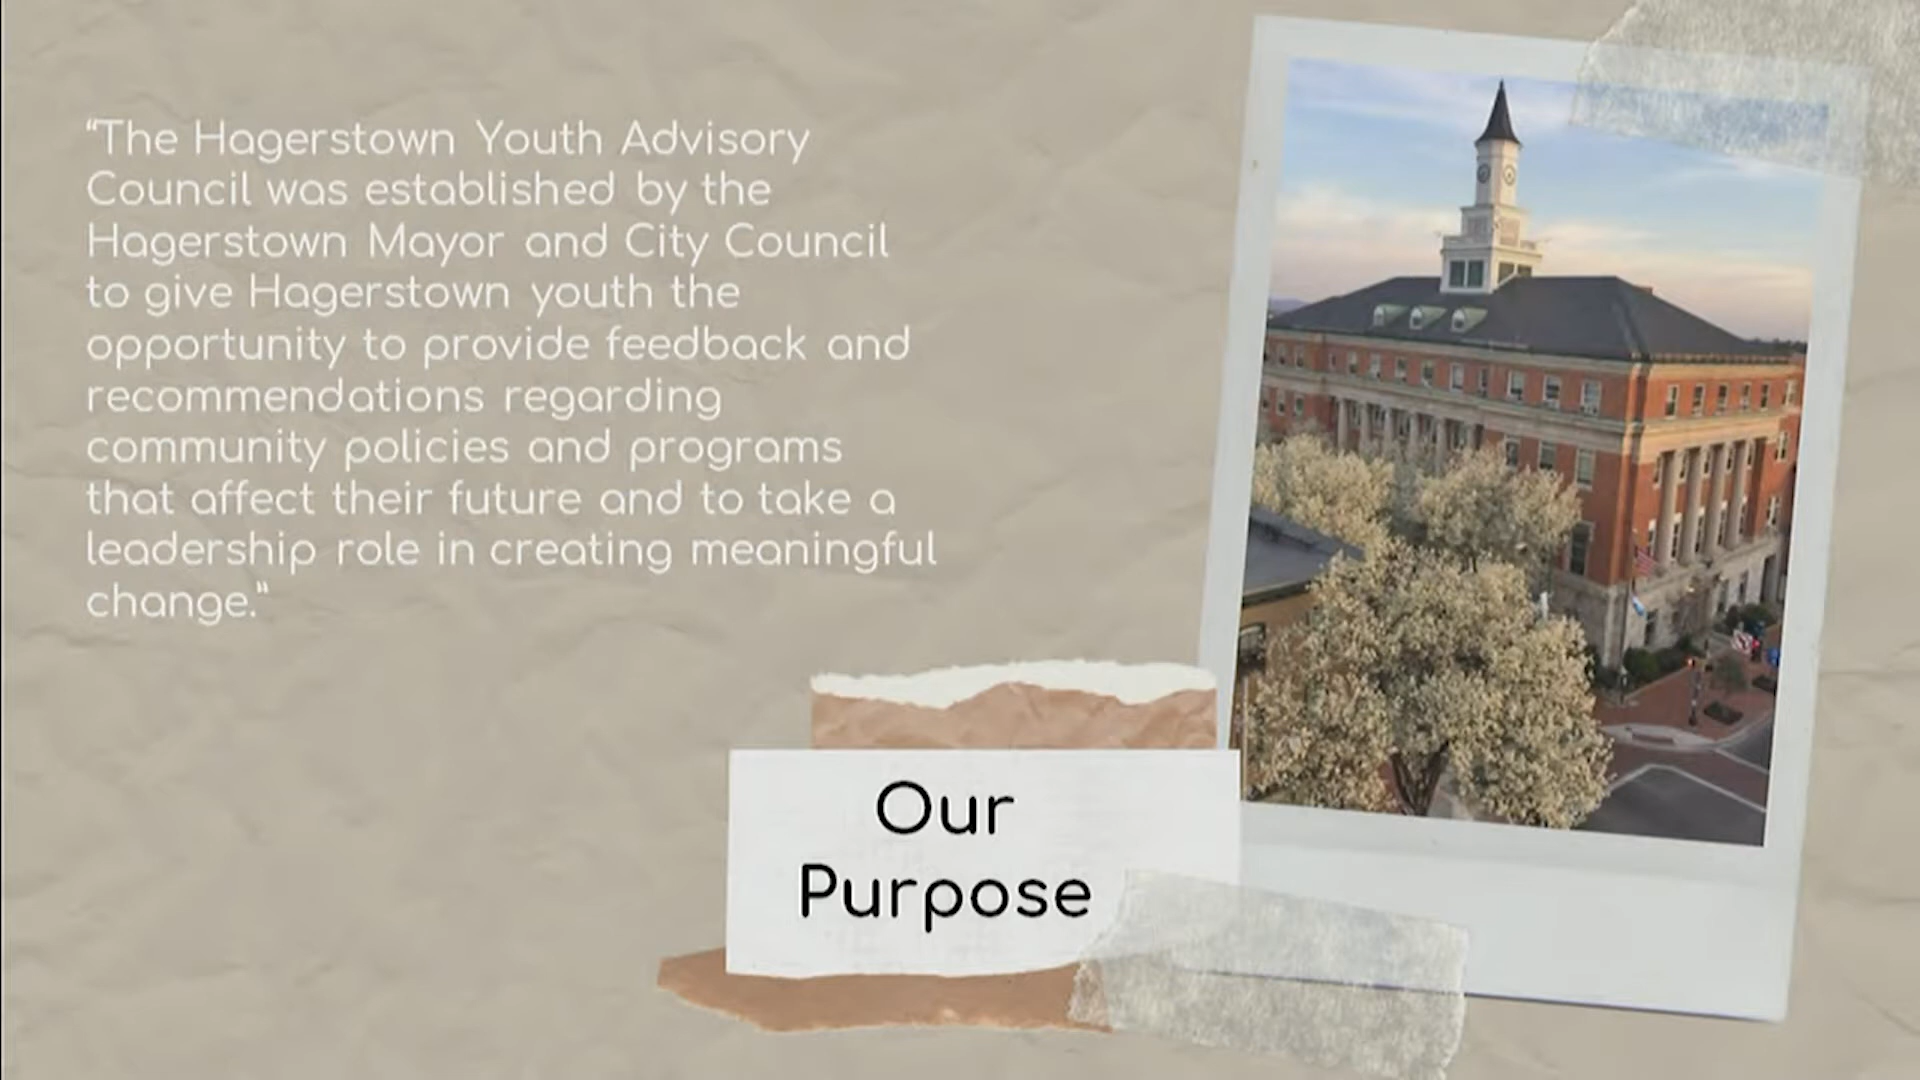 “The Hagerstown Youth Advisory
Council was established by the
Hagerstown Mayor and City Council
to give Hagerstown youth the
opportunity to provide feedback and
recommendations regarding
community policies and programs
that affect their future and to take a
leadership role in creating meaningful
change.”
Our
Purpose